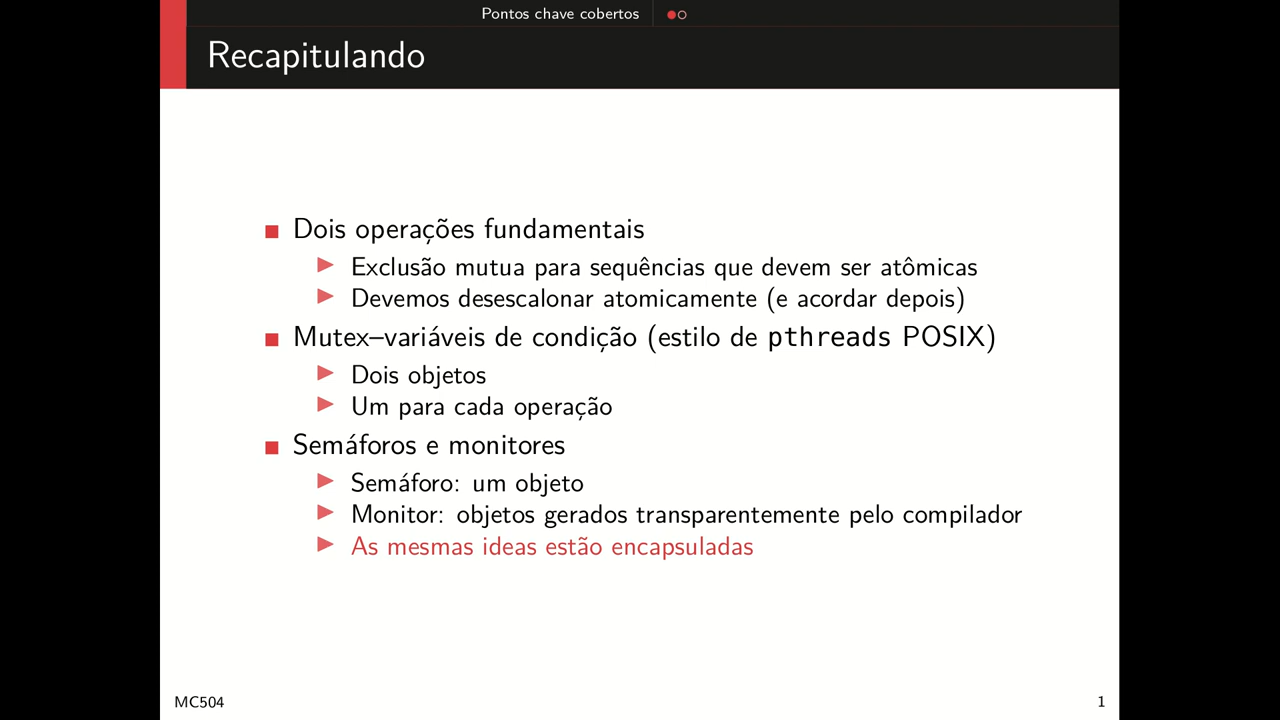 Pontos chave cobertos
Recapitulando
Dois operações fundamentais
Exclusão mutua para sequências que devem ser atômicas
Devemos desescalonar atomicamente (e acordar depois)
Mutex–variáveis de condição (estilo de pthreads POSIX)
Dois objetos
Um para cada operação
Semáforos e monitores
Semáforo: um objeto
Monitor: objetos gerados transparentemente pelo compilador
As mesmas ideas estão encapsuladas
MC504
1